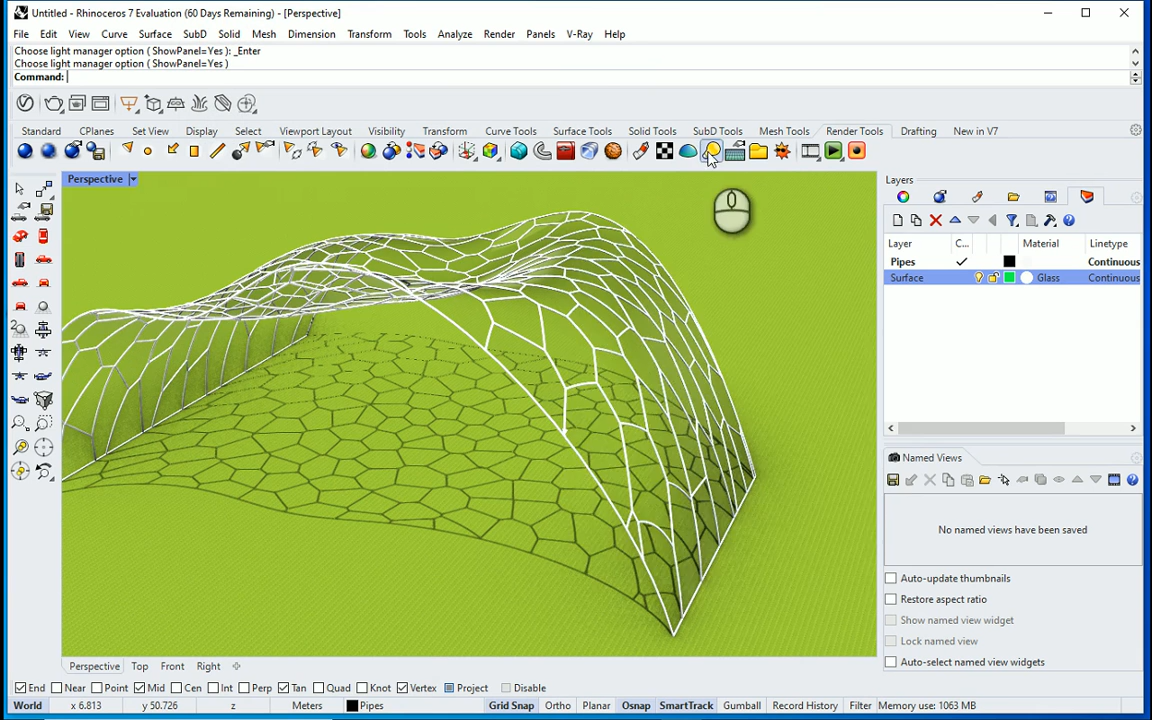 Untitled - Rhinoceros 7 Evaluation (60 Days Remaining) - [Perspective]
File Edit View Curve Surface SubD Solid Mesh Dimension Transform Tools Analyze Render Panels V-Ray Help
Choose light manager option ( ShowPanel=Yes ): _Enter
Choose light manager option ( ShowPanel=Yes )
Command:
Standard CPlanes Set View Display Select Viewport Layout Visibility Transform Curve Tools Surface Tools Solid Tools SubD Tools Mesh Tools Render Tools Drafting New in V7
Perspective
Layers
Layer C... Material Linetype
Pipes Continuous
Surface Glass Continuous
Named Views
No named views have been saved
Auto-update thumbnails
Restore aspect ratio
Show named view widget
Lock named view
Auto-select named view widgets
Perspective Top Front Right
End Near Point Mid Cen Int Perp Tan Quad Knot Vertex Project Disable
World x 6.813 y 50.726 z Meters Pipes Grid Snap Ortho Planar Osnap SmartTrack Gumball Record History Filter Memory use: 1063 MB